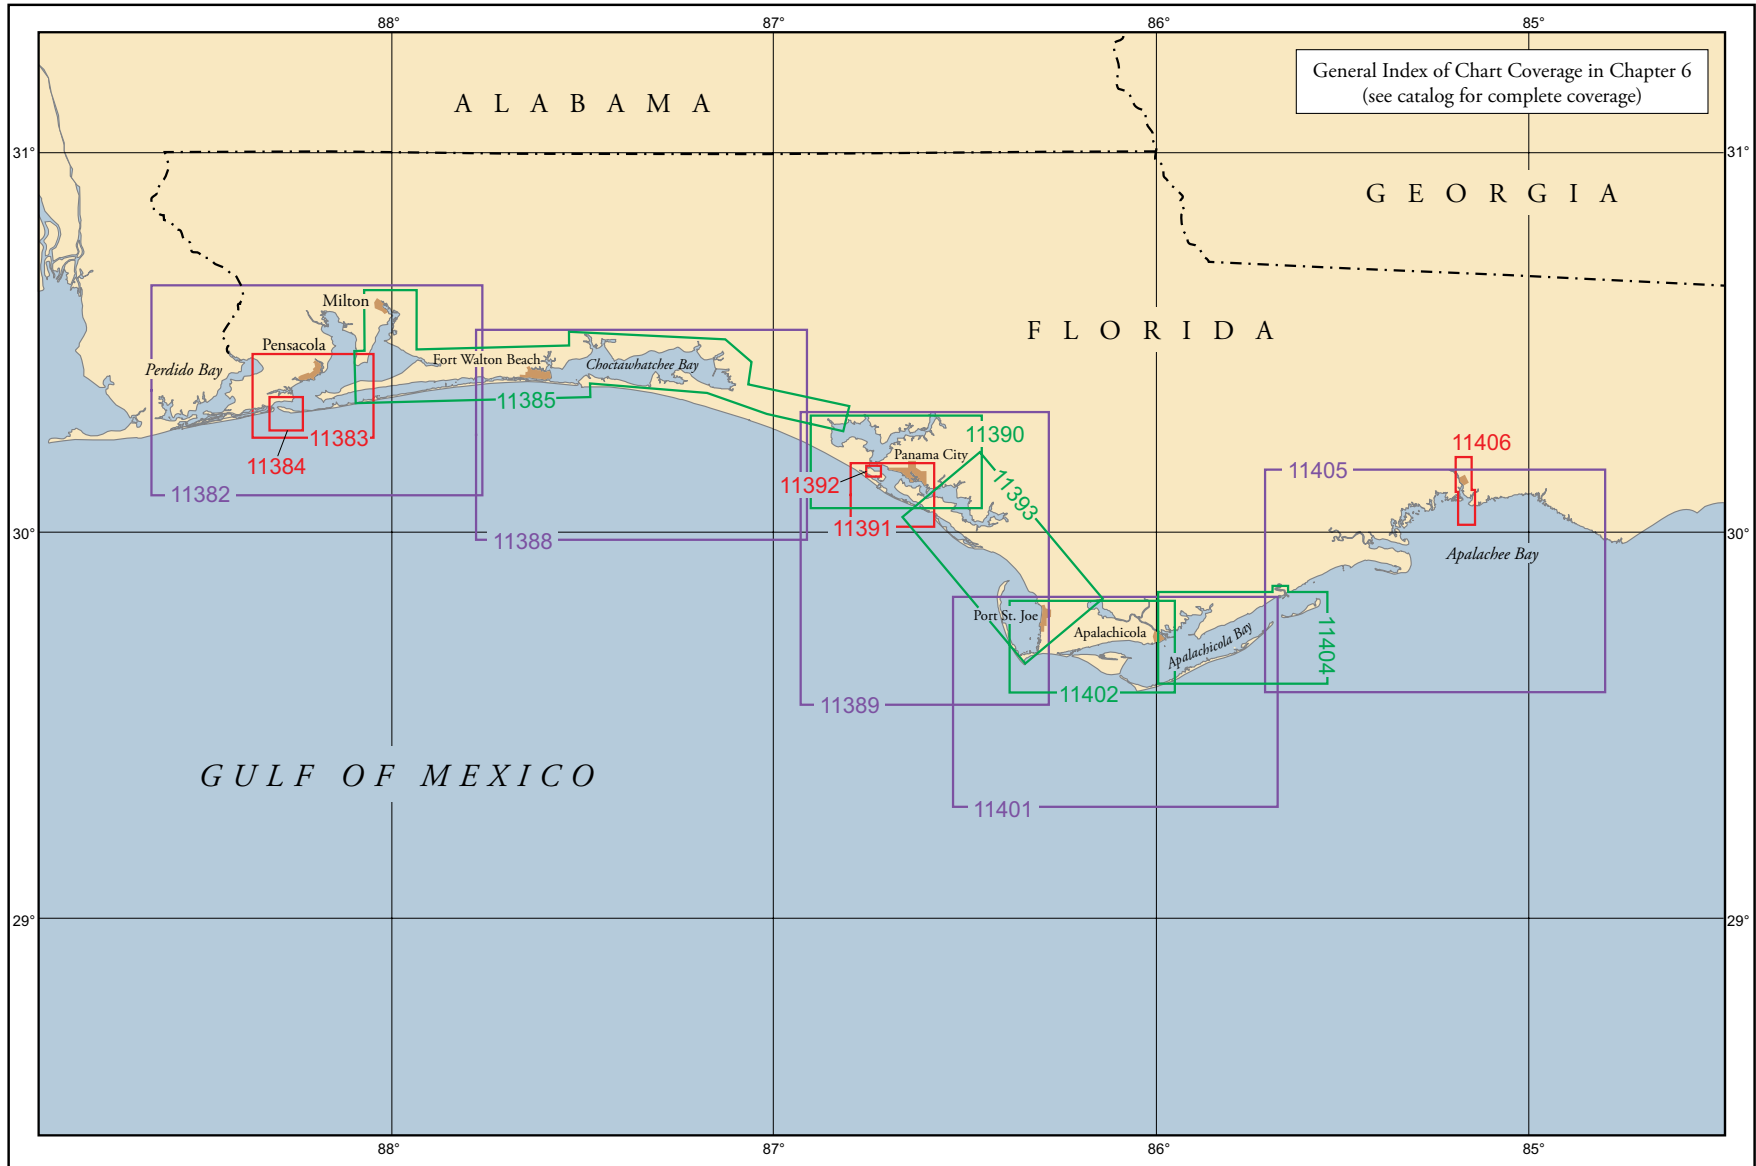 88° 87° 86° 85°
General Index of Chart Coverage in Chapter 6
(see catalog for complete coverage)
ALABAMA
31° 31°
GEORGIA
Milton
FLORIDA
Pensacola
Fort Walton Beach
Perdido Bay
Choctawhatchee Bay
11385
11390
11383
11406
Panama City
11384
11405
11392
11393
11382
11391
30° 30°
11388
Apalachee Bay
Port St. Joe
Apalachicola
Apalachicola Bay
11404
11402
11389
GULF OF MEXICO
11401
29° 29°
88° 87° 86° 85°